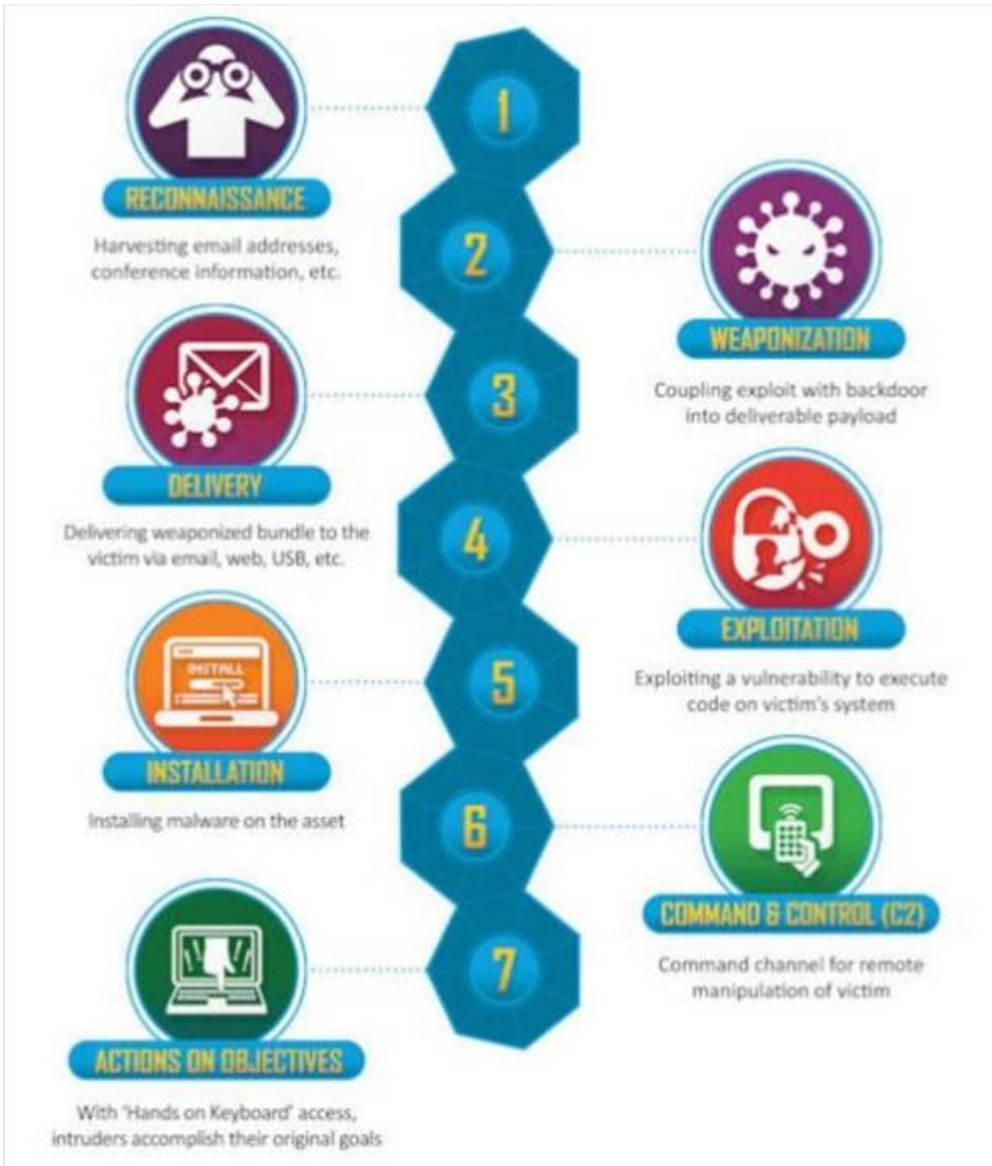 1
RECONNAISSANCE
Harvesting email addresses,
conference information, etc.
2
WEAPONIZATION
Coupling exploit with backdoor
into deliverable payload
3
DELIVERY
Delivering weaponized bundle to the
victim via email, web, USB, etc.
4
EXPLOITATION
Exploiting a vulnerability to execute
code on victim's system
5
INSTALL
INSTALLATION
Installing malware on the asset
6
COMMAND & CONTROL (C2)
Command channel for remote
manipulation of victim
7
ACTIONS ON OBJECTIVES
With 'Hands on Keyboard' access,
intruders accomplish their original goals